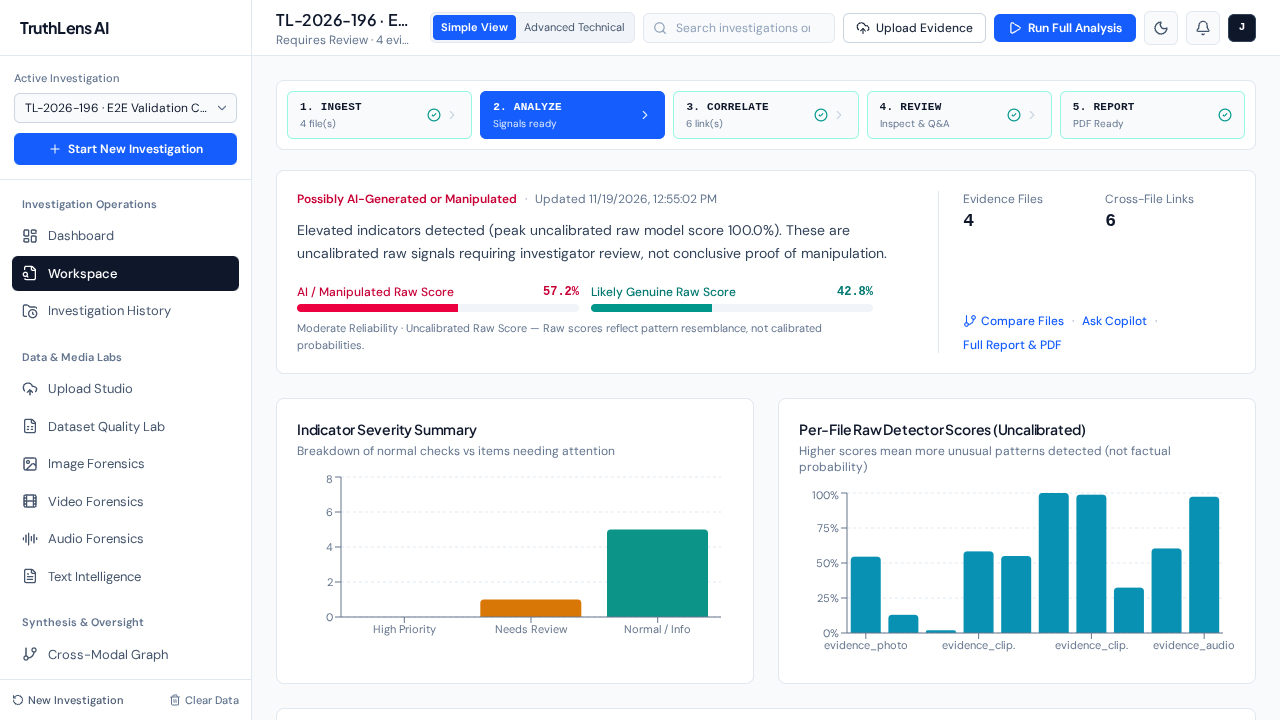 TruthLens AI
Active Investigation
TL-2026-196 · E2E Validation C...
Start New Investigation
Investigation Operations
Dashboard
Workspace
Investigation History
Data & Media Labs
Upload Studio
Dataset Quality Lab
Image Forensics
Video Forensics
Audio Forensics
Text Intelligence
Synthesis & Oversight
Cross-Modal Graph
New Investigation
Clear Data
TL-2026-196 · E...
Requires Review · 4 evi...
Simple View
Advanced Technical
Search investigations or
Upload Evidence
Run Full Analysis
J
1. INGEST
4 file(s)
2. ANALYZE
Signals ready
3. CORRELATE
6 link(s)
4. REVIEW
Inspect & Q&A
5. REPORT
PDF Ready
Possibly AI-Generated or Manipulated · Updated 11/19/2026, 12:55:02 PM
Elevated indicators detected (peak uncalibrated raw model score 100.0%). These are
uncalibrated raw signals requiring investigator review, not conclusive proof of manipulation.
AI / Manipulated Raw Score 57.2%
Likely Genuine Raw Score 42.8%
Moderate Reliability · Uncalibrated Raw Score — Raw scores reflect pattern resemblance, not calibrated
probabilities.
Evidence Files
4
Cross-File Links
6
Compare Files · Ask Copilot ·
Full Report & PDF
Indicator Severity Summary
Breakdown of normal checks vs items needing attention
8
6
4
2
0
High Priority
Needs Review
Normal / Info
Per-File Raw Detector Scores (Uncalibrated)
Higher scores mean more unusual patterns detected (not factual
probability)
100%
75%
50%
25%
0%
evidence_photo
evidence_clip.
evidence_clip.
evidence_audio